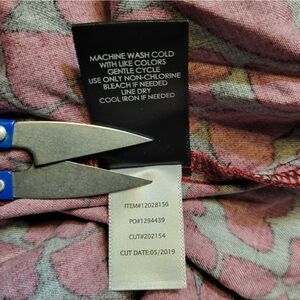 MACHINE WASH COLD
WITH LIKE COLORS
GENTLE CYCLE
USE ONLY NON-CHLORINE
BLEACH IF NEEDED
LINE DRY
COOL IRON IF NEEDED
ITEM#12028156
PO#1294439
CUT#202154
CUT DATE:05/2019